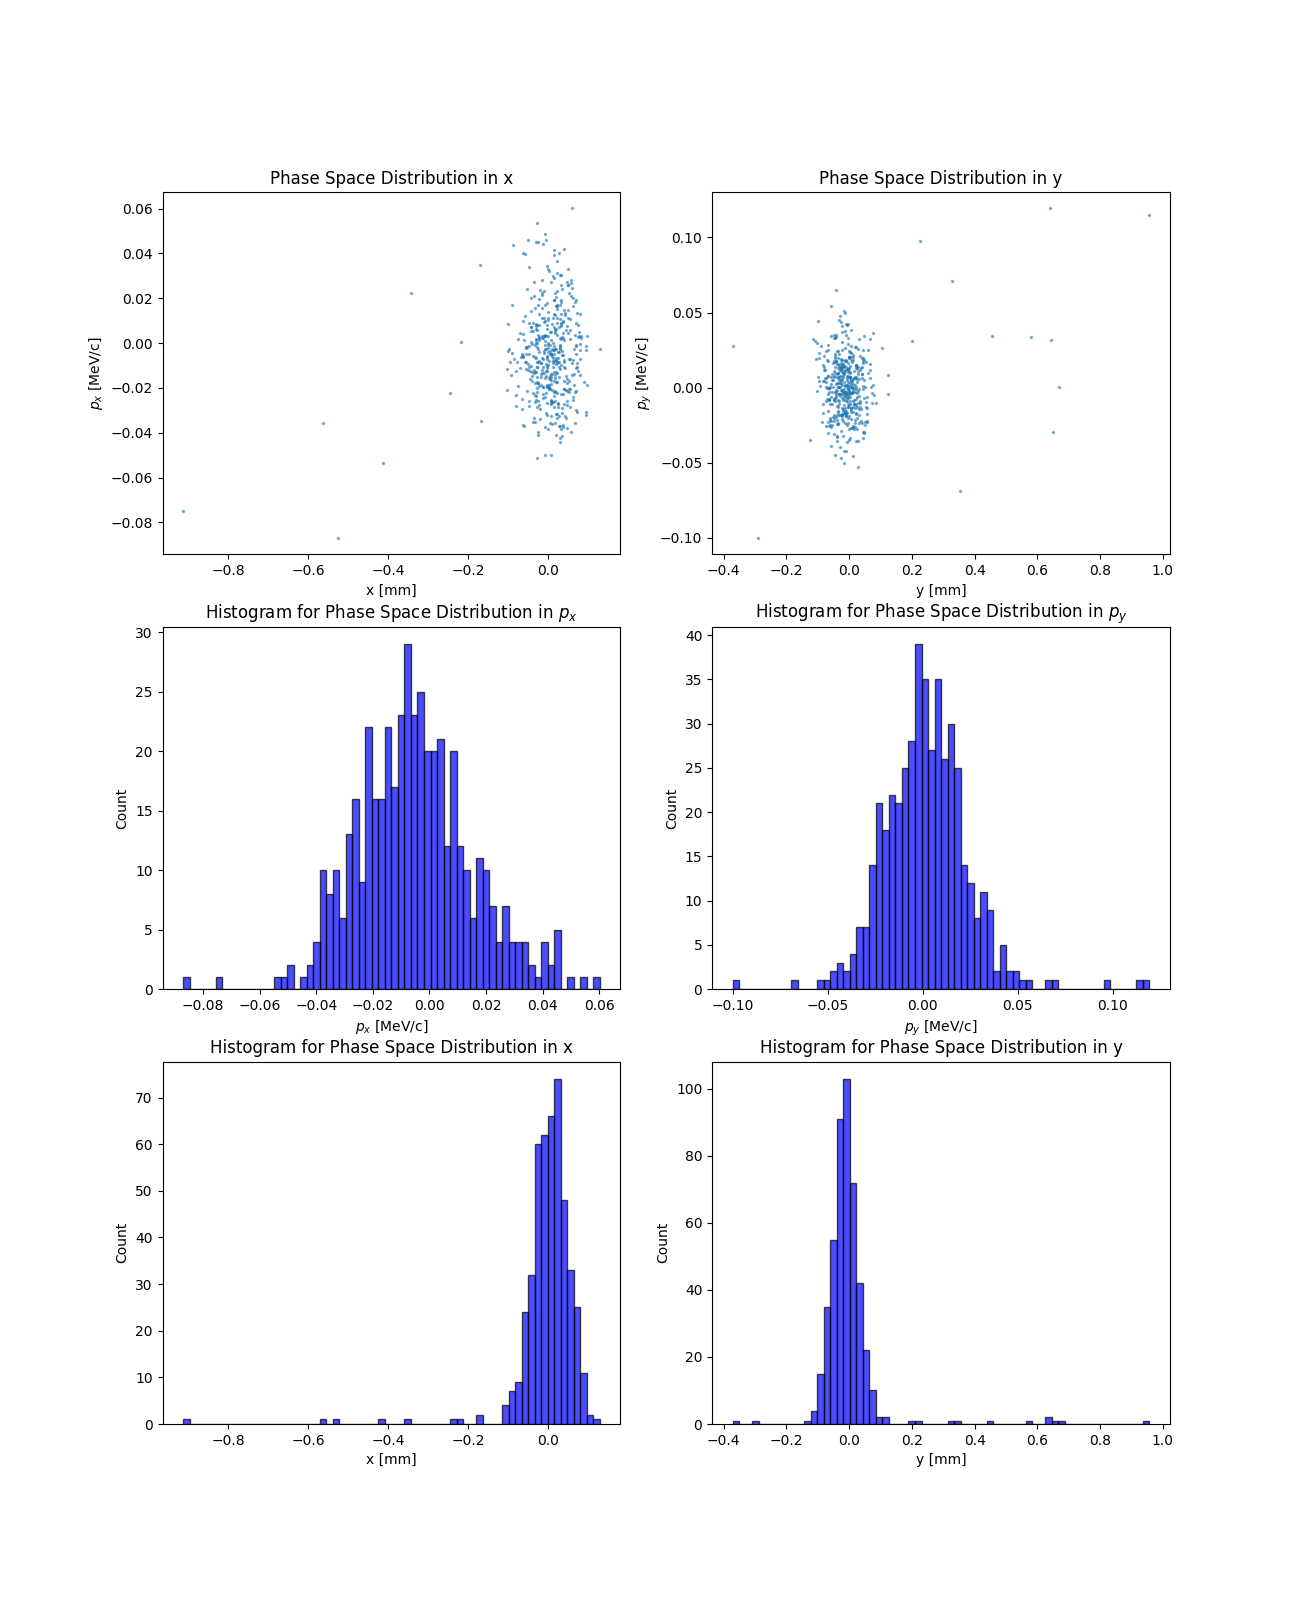 Phase Space Distribution in x
0.06
0.04
0.02
0.00
−0.02
−0.04
−0.06
−0.08
p_x [MeV/c]
−0.8 −0.6 −0.4 −0.2 0.0
x [mm]
Phase Space Distribution in y
0.10
0.05
0.00
−0.05
−0.10
p_y [MeV/c]
−0.4 −0.2 0.0 0.2 0.4 0.6 0.8 1.0
y [mm]
Histogram for Phase Space Distribution in p_x
30
25
20
15
10
5
0
Count
−0.08 −0.06 −0.04 −0.02 0.00 0.02 0.04 0.06
p_x [MeV/c]
Histogram for Phase Space Distribution in p_y
40
35
30
25
20
15
10
5
0
Count
−0.10 −0.05 0.00 0.05 0.10
p_y [MeV/c]
Histogram for Phase Space Distribution in x
70
60
50
40
30
20
10
0
Count
−0.8 −0.6 −0.4 −0.2 0.0
x [mm]
Histogram for Phase Space Distribution in y
100
80
60
40
20
0
Count
−0.4 −0.2 0.0 0.2 0.4 0.6 0.8 1.0
y [mm]